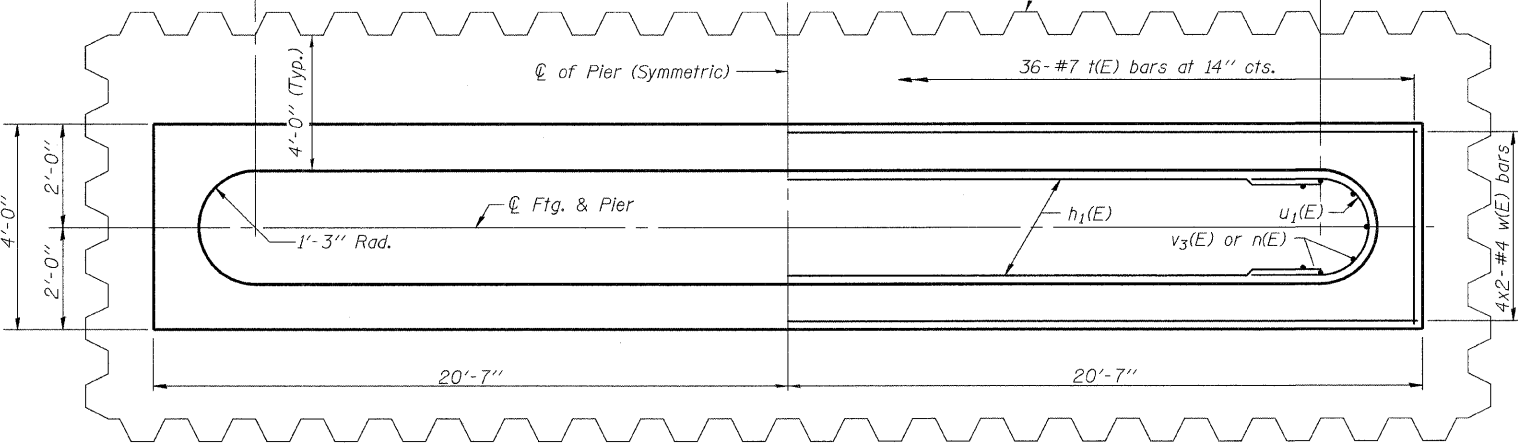 ℄ of Pier (Symmetric)
36-#7 t(E) bars at 14" cts.
4'-0" (Typ.)
4'-0"
2'-0"
2'-0"
℄ Ftg. & Pier
1'-3" Rad.
h₁(E)
u₁(E)
v₃(E) or n(E)
4x2-#4 w(E) bars
20'-7"
20'-7"